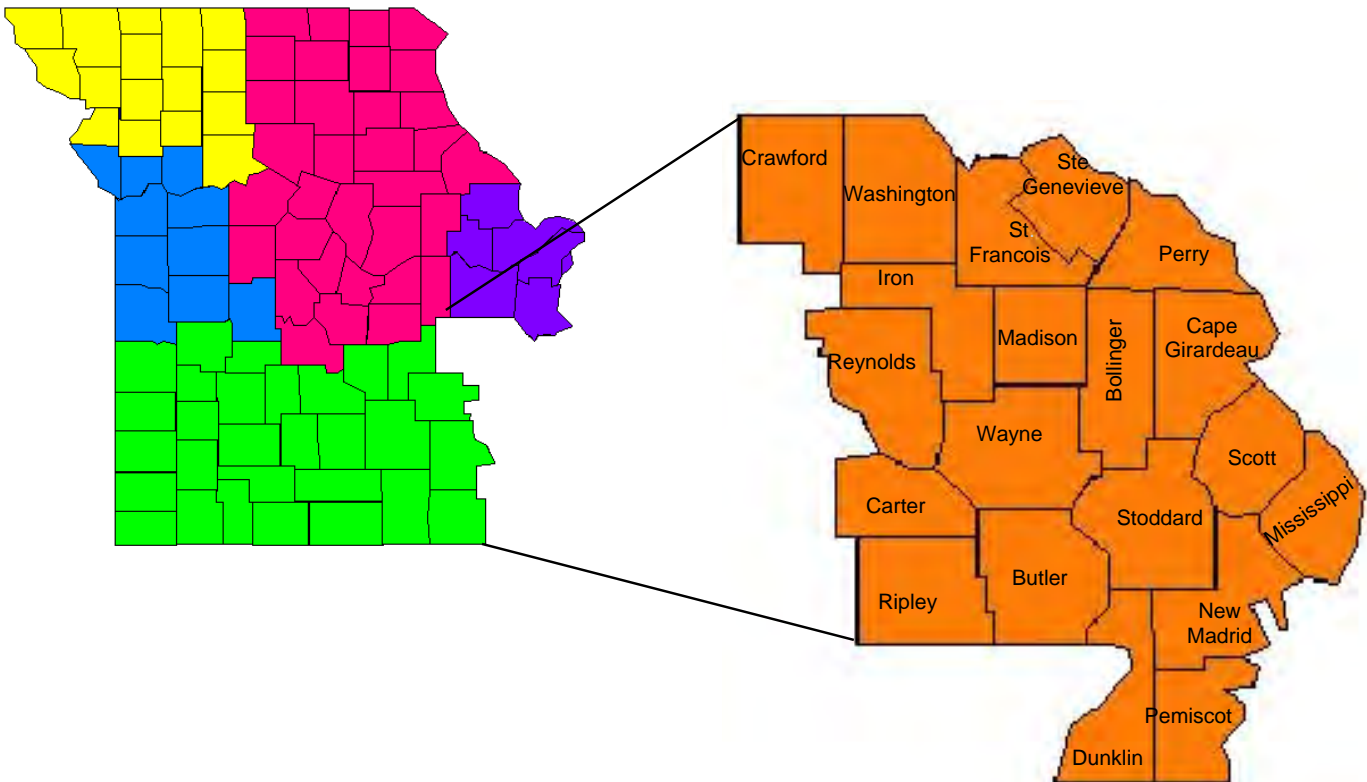 Crawford
Washington
Ste
Genevieve
St
Francois
Perry
Iron
Madison
Bollinger
Cape
Girardeau
Reynolds
Wayne
Scott
Mississippi
Carter
Stoddard
Butler
Ripley
New
Madrid
Pemiscot
Dunklin